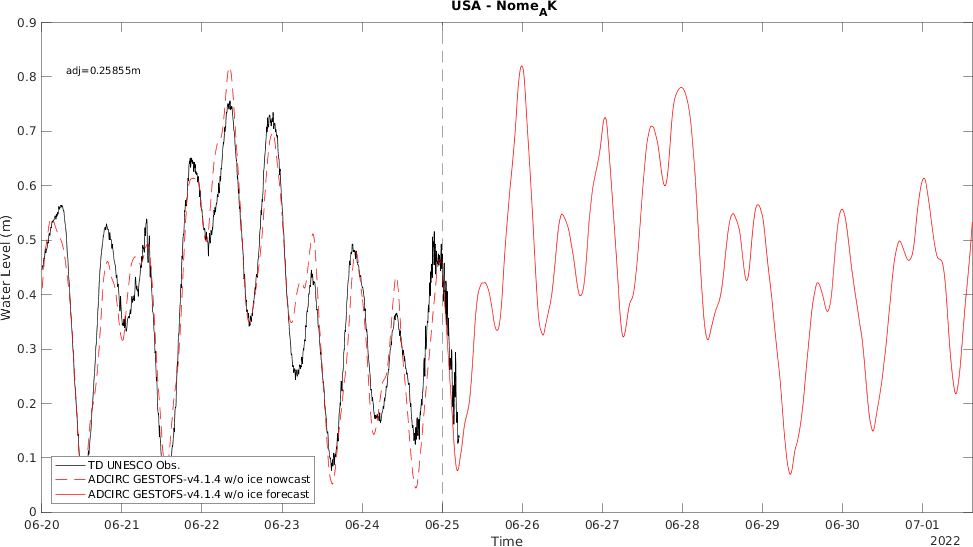 USA - Nome_AK
0.9
adj=0.25855m
0.8
0.7
0.6
0.5
0.4
0.3
0.2
0.1
0
Water Level (m)
TD UNESCO Obs.
ADCIRC GESTOFS-v4.1.4 w/o ice nowcast
ADCIRC GESTOFS-v4.1.4 w/o ice forecast
06-20 06-21 06-22 06-23 06-24 06-25 06-26 06-27 06-28 06-29 06-30 07-01
Time
2022